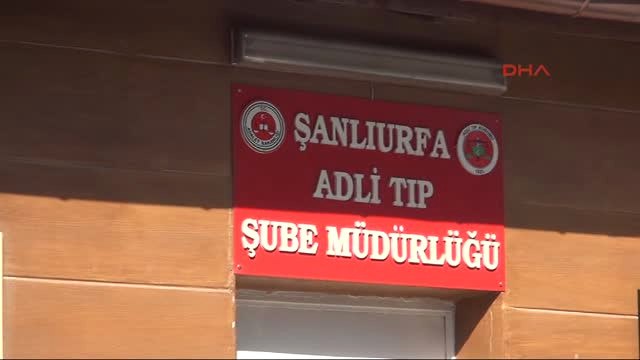 DHA
ŞANLIURFA
ADLİ TIP
ŞUBE MÜDÜRLÜĞÜ